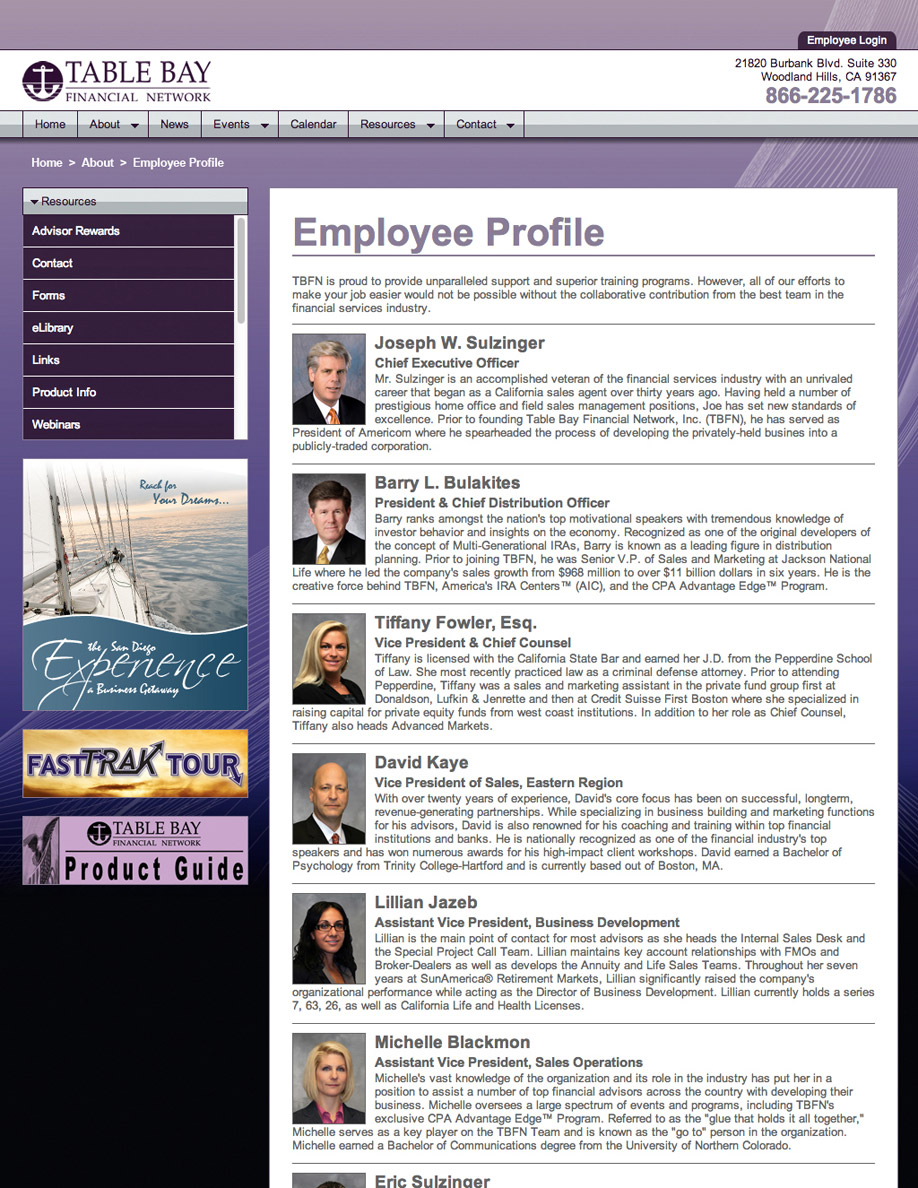 Employee Login
TABLE BAY
FINANCIAL NETWORK
21820 Burbank Blvd. Suite 330
Woodland Hills, CA 91367
866-225-1786
Home About News Events Calendar Resources Contact
Home > About > Employee Profile
Resources
Advisor Rewards
Contact
Forms
eLibrary
Links
Product Info
Webinars
Reach for
Your Dreams...
the San Diego
Experience
a Business Getaway
FASTTRAK TOUR
TABLE BAY
FINANCIAL NETWORK
Product Guide
Employee Profile
TBFN is proud to provide unparalleled support and superior training programs. However, all of our efforts to
make your job easier would not be possible without the collaborative contribution from the best team in the
financial services industry.
Joseph W. Sulzinger
Chief Executive Officer
Mr. Sulzinger is an accomplished veteran of the financial services industry with an unrivaled
career that began as a California sales agent over thirty years ago. Having held a number of
prestigious home office and field sales management positions, Joe has set new standards of
excellence. Prior to founding Table Bay Financial Network, Inc. (TBFN), he has served as
President of Americom where he spearheaded the process of developing the privately-held busines into a
publicly-traded corporation.
Barry L. Bulakites
President & Chief Distribution Officer
Barry ranks amongst the nation's top motivational speakers with tremendous knowledge of
investor behavior and insights on the economy. Recognized as one of the original developers of
the concept of Multi-Generational IRAs, Barry is known as a leading figure in distribution
planning. Prior to joining TBFN, he was Senior V.P. of Sales and Marketing at Jackson National
Life where he led the company's sales growth from $968 million to over $11 billion dollars in six years. He is the
creative force behind TBFN, America's IRA Centers™ (AIC), and the CPA Advantage Edge™ Program.
Tiffany Fowler, Esq.
Vice President & Chief Counsel
Tiffany is licensed with the California State Bar and earned her J.D. from the Pepperdine School
of Law. She most recently practiced law as a criminal defense attorney. Prior to attending
Pepperdine, Tiffany was a sales and marketing assistant in the private fund group first at
Donaldson, Lufkin & Jenrette and then at Credit Suisse First Boston where she specialized in
raising capital for private equity funds from west coast institutions. In addition to her role as Chief Counsel,
Tiffany also heads Advanced Markets.
David Kaye
Vice President of Sales, Eastern Region
With over twenty years of experience, David's core focus has been on successful, longterm,
revenue-generating partnerships. While specializing in business building and marketing functions
for his advisors, David is also renowned for his coaching and training within top financial
institutions and banks. He is nationally recognized as one of the financial industry's top
speakers and has won numerous awards for his high-impact client workshops. David earned a Bachelor of
Psychology from Trinity College-Hartford and is currently based out of Boston, MA.
Lillian Jazeb
Assistant Vice President, Business Development
Lillian is the main point of contact for most advisors as she heads the Internal Sales Desk and
the Special Project Call Team. Lillian maintains key account relationships with FMOs and
Broker-Dealers as well as develops the Annuity and Life Sales Teams. Throughout her seven
years at SunAmerica® Retirement Markets, Lillian significantly raised the company's
organizational performance while acting as the Director of Business Development. Lillian currently holds a series
7, 63, 26, as well as California Life and Health Licenses.
Michelle Blackmon
Assistant Vice President, Sales Operations
Michelle's vast knowledge of the organization and its role in the industry has put her in a
position to assist a number of top financial advisors across the country with developing their
business. Michelle oversees a large spectrum of events and programs, including TBFN's
exclusive CPA Advantage Edge™ Program. Referred to as the "glue that holds it all together,"
Michelle serves as a key player on the TBFN Team and is known as the "go to" person in the organization.
Michelle earned a Bachelor of Communications degree from the University of Northern Colorado.
Eric Sulzinger